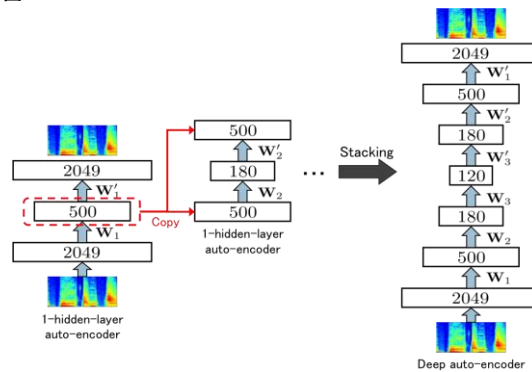 2049
W′1
500
W1
2049
1-hidden-layer
auto-encoder
Copy
500
W′2
180
W2
500
1-hidden-layer
auto-encoder
...
Stacking
2049
W′1
500
W′2
180
W′3
120
W3
180
W2
500
W1
2049
Deep auto-encoder